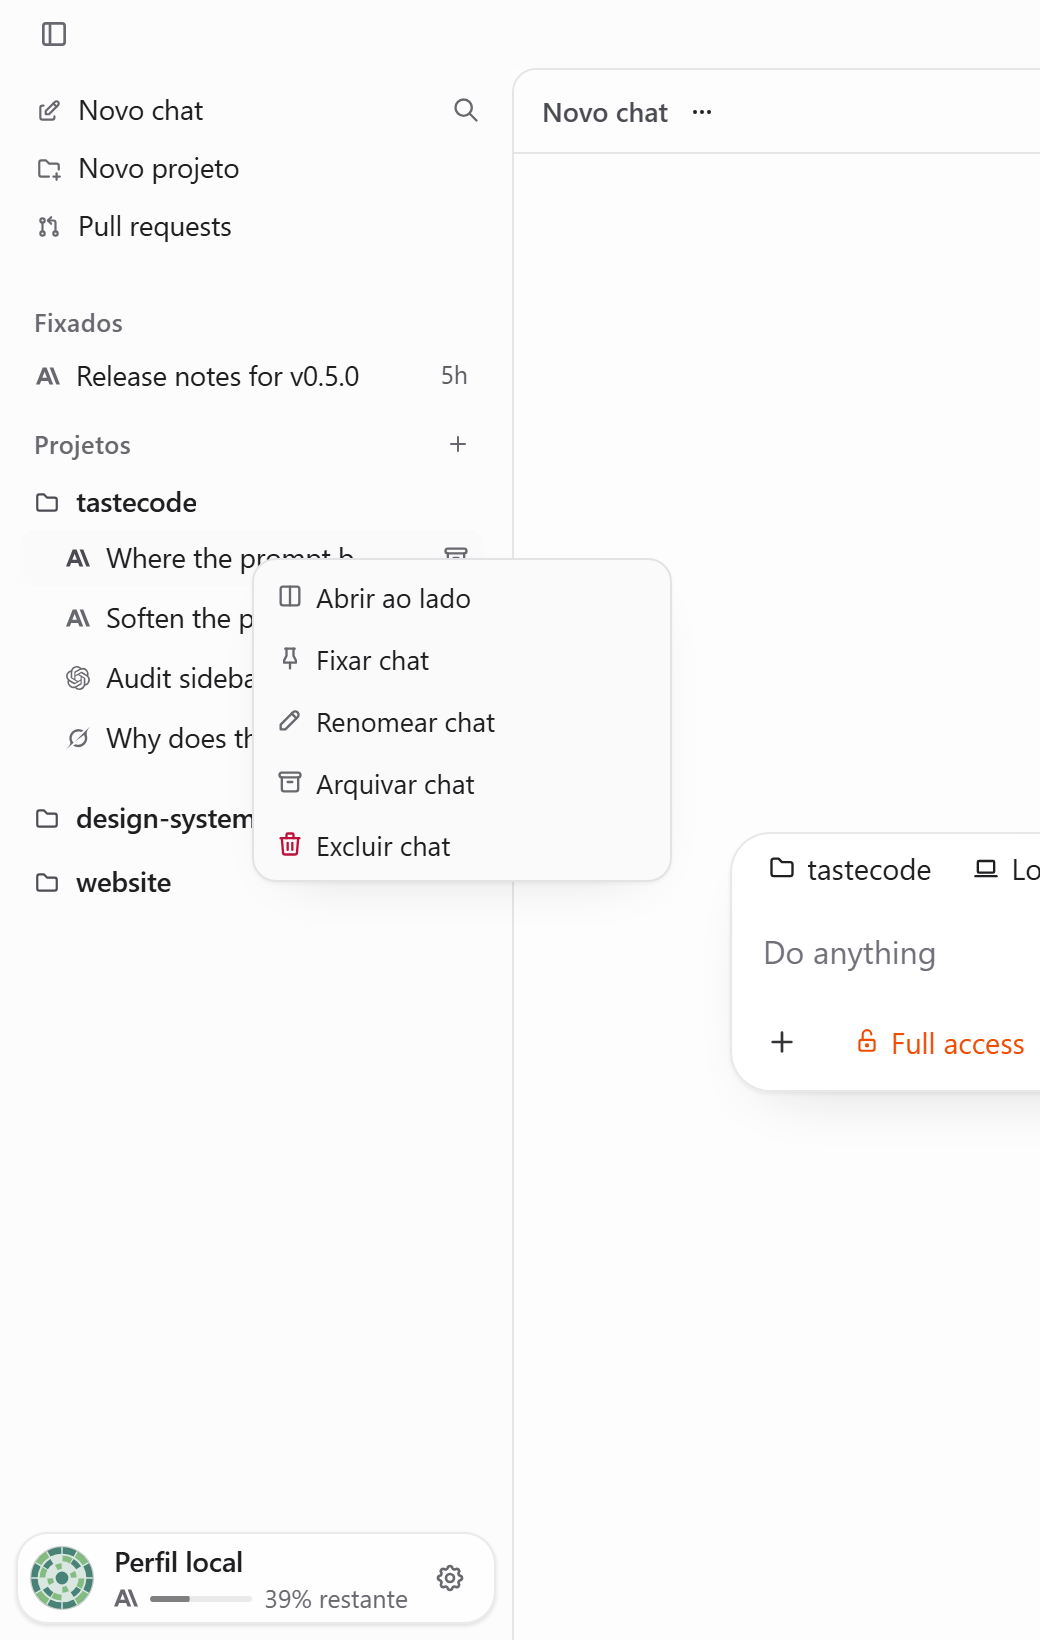 Novo chat
Novo projeto
Pull requests
Fixados
Release notes for v0.5.0 5h
Projetos
tastecode
Where the prompt b
Soften the p
Audit sideba
Why does th
design-system
website
Abrir ao lado
Fixar chat
Renomear chat
Arquivar chat
Excluir chat
Perfil local
39% restante
Novo chat
tastecode Lo
Do anything
Full access